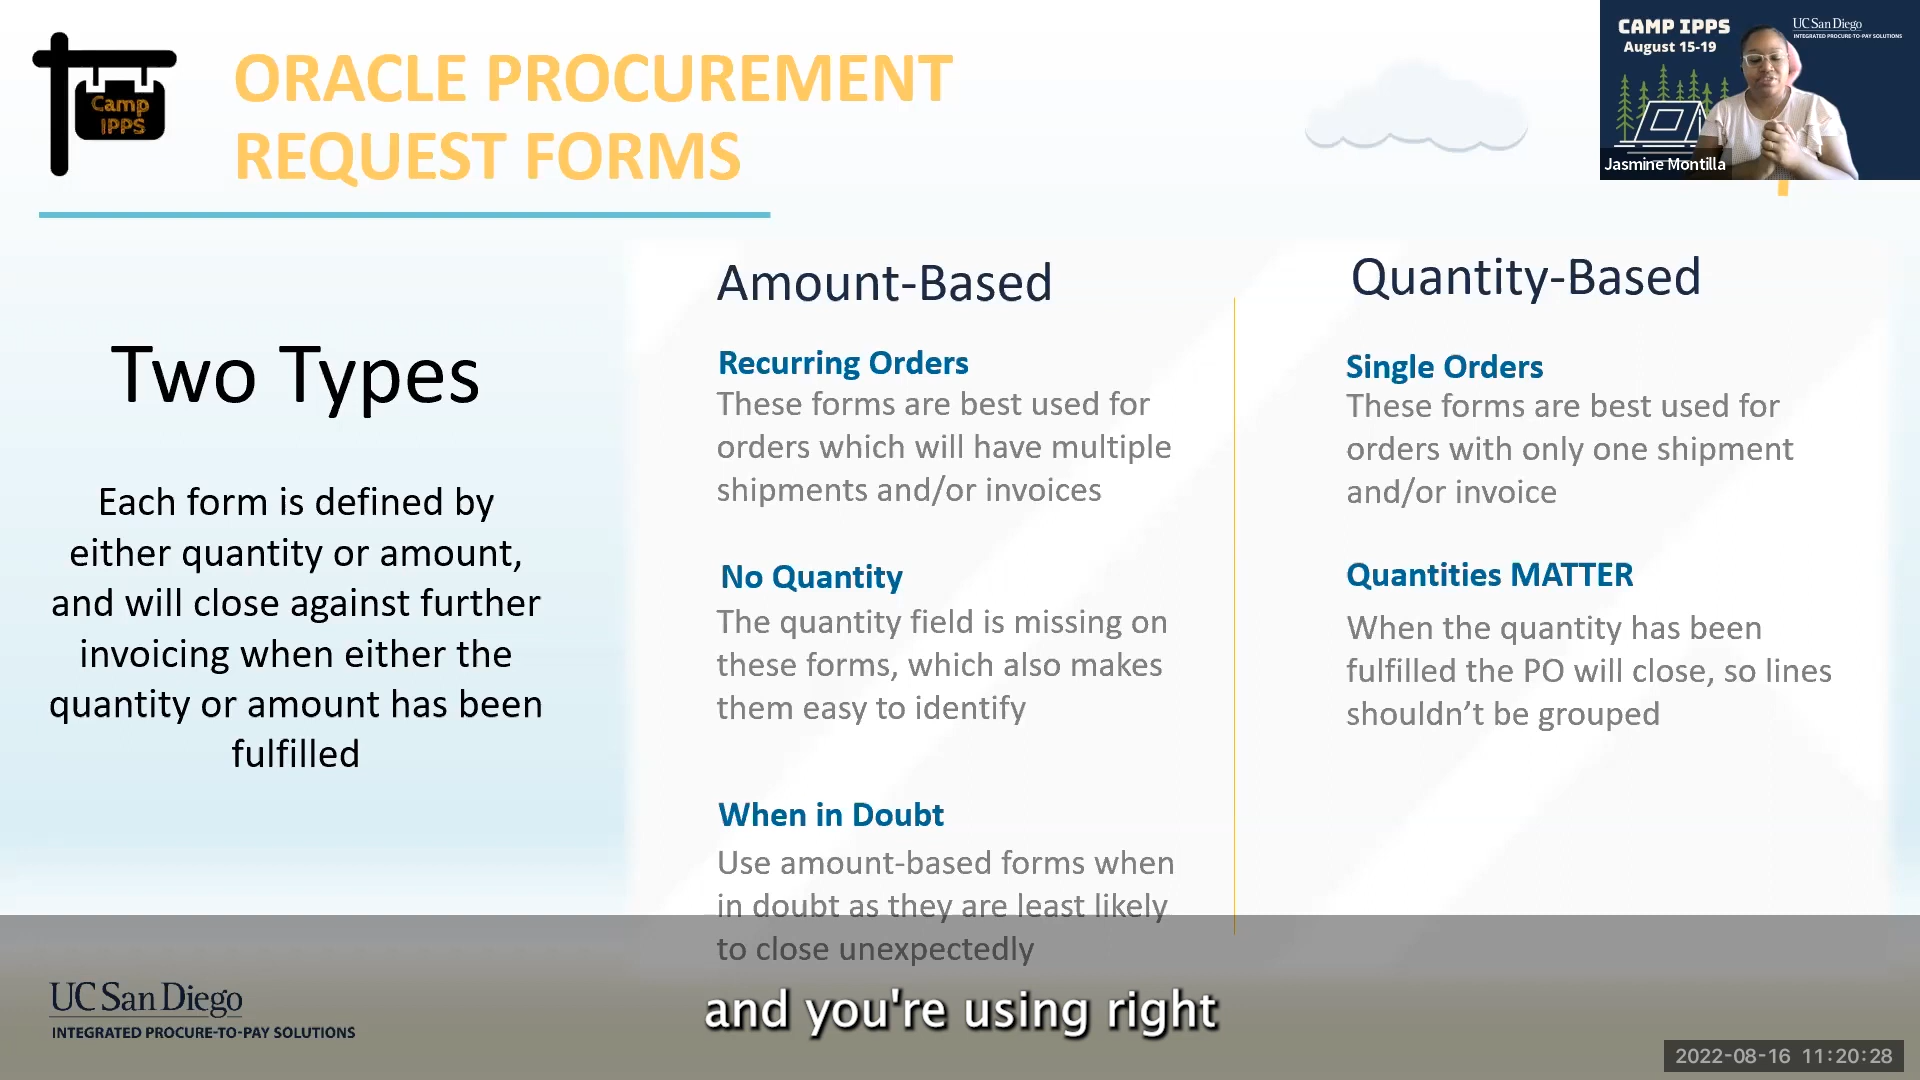 Camp
IPPS
ORACLE PROCUREMENT
REQUEST FORMS
CAMP IPPS
August 15-19
UC San Diego
INTEGRATED PROCURE-TO-PAY SOLUTIONS
Jasmine Montilla
Two Types
Each form is defined by
either quantity or amount,
and will close against further
invoicing when either the
quantity or amount has been
fulfilled
Amount-Based
Recurring Orders
These forms are best used for
orders which will have multiple
shipments and/or invoices
No Quantity
The quantity field is missing on
these forms, which also makes
them easy to identify
When in Doubt
Use amount-based forms when
in doubt as they are least likely
to close unexpectedly
Quantity-Based
Single Orders
These forms are best used for
orders with only one shipment
and/or invoice
Quantities MATTER
When the quantity has been
fulfilled the PO will close, so lines
shouldn’t be grouped
UC San Diego
INTEGRATED PROCURE-TO-PAY SOLUTIONS
and you're using right
2022-08-16 11:20:28